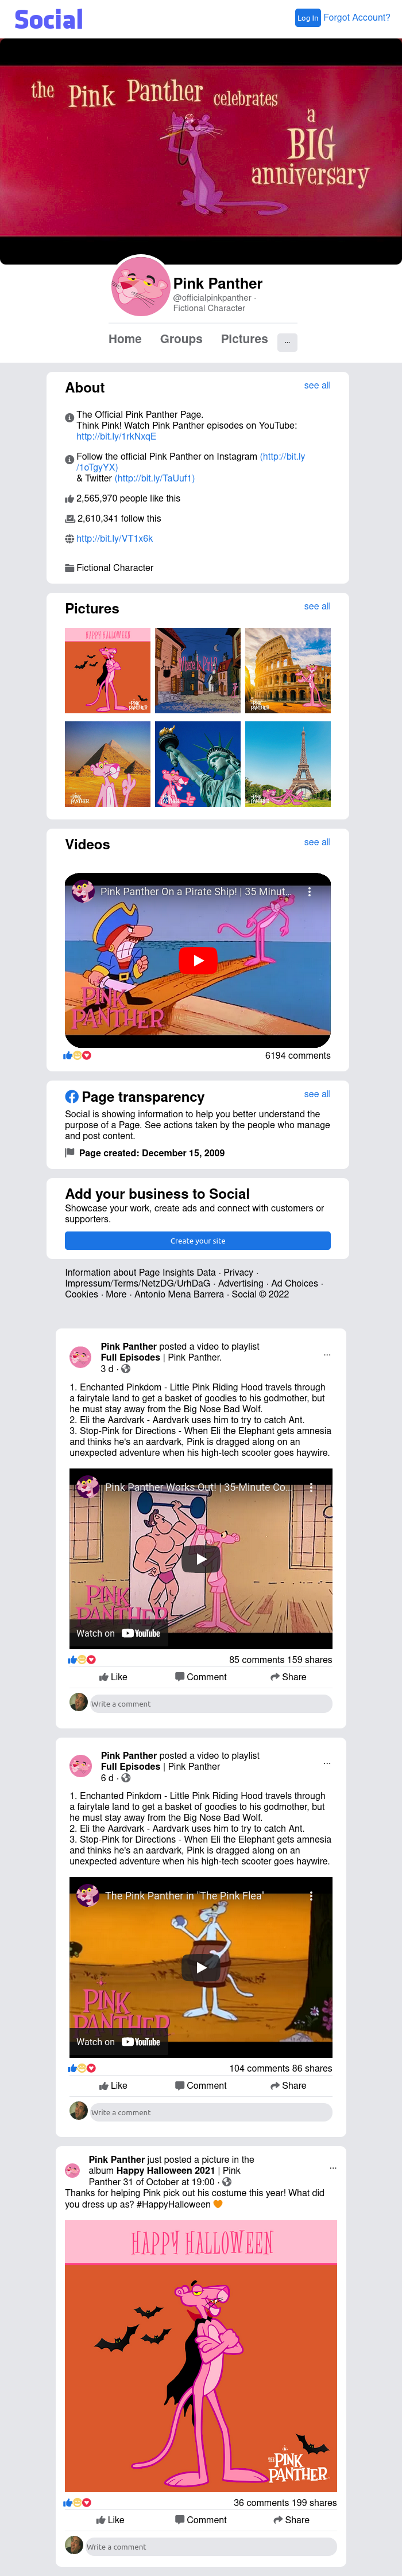 Social
Log In Forgot Account?
the Pink Panther celebrates
a
BIG
anniversary
Pink Panther
@officialpinkpanther ·
Fictional Character
Home Groups Pictures ...
About see all
The Official Pink Panther Page.
Think Pink! Watch Pink Panther episodes on YouTube:
http://bit.ly/1rkNxqE
Follow the official Pink Panther on Instagram (http://bit.ly
/1oTgyYX)
& Twitter (http://bit.ly/TaUuf1)
2,565,970 people like this
2,610,341 follow this
http://bit.ly/VT1x6k
Fictional Character
Pictures see all
HAPPY HALLOWEEN
PINK PANTHER
Videos see all
Pink Panther On a Pirate Ship! | 35 Minut...
PINK
PANTHER
6194 comments
Page transparency see all
Social is showing information to help you better understand the
purpose of a Page. See actions taken by the people who manage
and post content.
Page created: December 15, 2009
Add your business to Social
Showcase your work, create ads and connect with customers or
supporters.
Create your site
Information about Page Insights Data · Privacy ·
Impressum/Terms/NetzDG/UrhDaG · Advertising · Ad Choices ·
Cookies · More · Antonio Mena Barrera · Social © 2022
Pink Panther posted a video to playlist
Full Episodes | Pink Panther. ...
3 d ·
1. Enchanted Pinkdom - Little Pink Riding Hood travels through
a fairytale land to get a basket of goodies to his godmother, but
he must stay away from the Big Nose Bad Wolf.
2. Eli the Aardvark - Aardvark uses him to try to catch Ant.
3. Stop-Pink for Directions - When Eli the Elephant gets amnesia
and thinks he's an aardvark, Pink is dragged along on an
unexpected adventure when his high-tech scooter goes haywire.
Pink Panther Works Out! | 35-Minute Co...
PINK
PANTHER
Watch on YouTube
85 comments 159 shares
Like Comment Share
Write a comment
Pink Panther posted a video to playlist
Full Episodes | Pink Panther ...
6 d ·
1. Enchanted Pinkdom - Little Pink Riding Hood travels through
a fairytale land to get a basket of goodies to his godmother, but
he must stay away from the Big Nose Bad Wolf.
2. Eli the Aardvark - Aardvark uses him to try to catch Ant.
3. Stop-Pink for Directions - When Eli the Elephant gets amnesia
and thinks he's an aardvark, Pink is dragged along on an
unexpected adventure when his high-tech scooter goes haywire.
The Pink Panther in "The Pink Flea"
PINK
PANTHER
Watch on YouTube
104 comments 86 shares
Like Comment Share
Write a comment
Pink Panther just posted a picture in the
album Happy Halloween 2021 | Pink ...
Panther 31 of October at 19:00 ·
Thanks for helping Pink pick out his costume this year! What did
you dress up as? #HappyHalloween 🧡
HAPPY HALLOWEEN
THE PINK
PANTHER
36 comments 199 shares
Like Comment Share
Write a comment